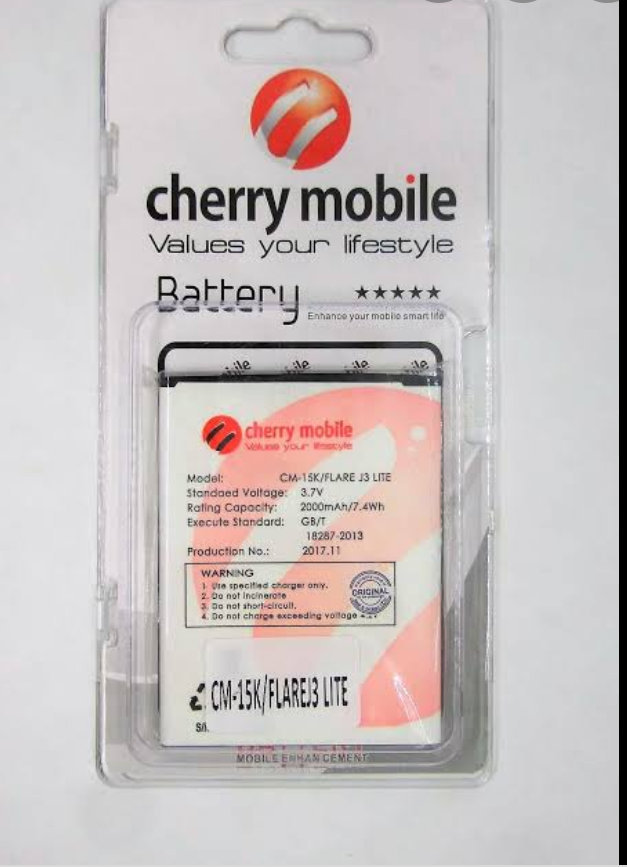 cherry mobile
Values your lifestyle
Battery ★★★★★
Enhance your mobile smart life
cherry mobile
Values your lifestyle
Model: CM-15K/FLARE J3 LITE
Standaed Voltage: 3.7V
Rating Capacity: 2000mAh/7.4Wh
Execute Standard: GB/T
18287-2013
Production No.: 2017.11
WARNING
1. Use specified charger only.
2. Do not incinerate
3. Do not short-circuit.
4. Do not charge exceeding voltage
ORIGINAL
CM-15K/FLAREJ3 LITE
MOBILE ENHANCEMENT